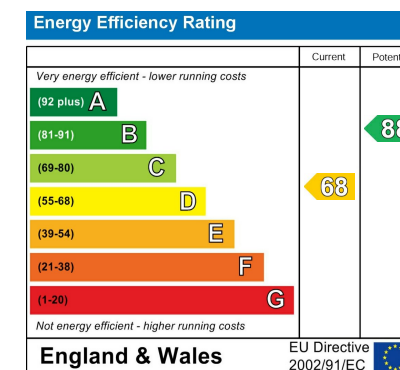 Energy Efficiency Rating
Current
Very energy efficient - lower running costs
(92 plus) A
(81-91) B
(69-80) C
(55-68) D
(39-54) E
(21-38) F
(1-20) G
68
Not energy efficient - higher running costs
England & Wales
EU Directive
2002/91/EC